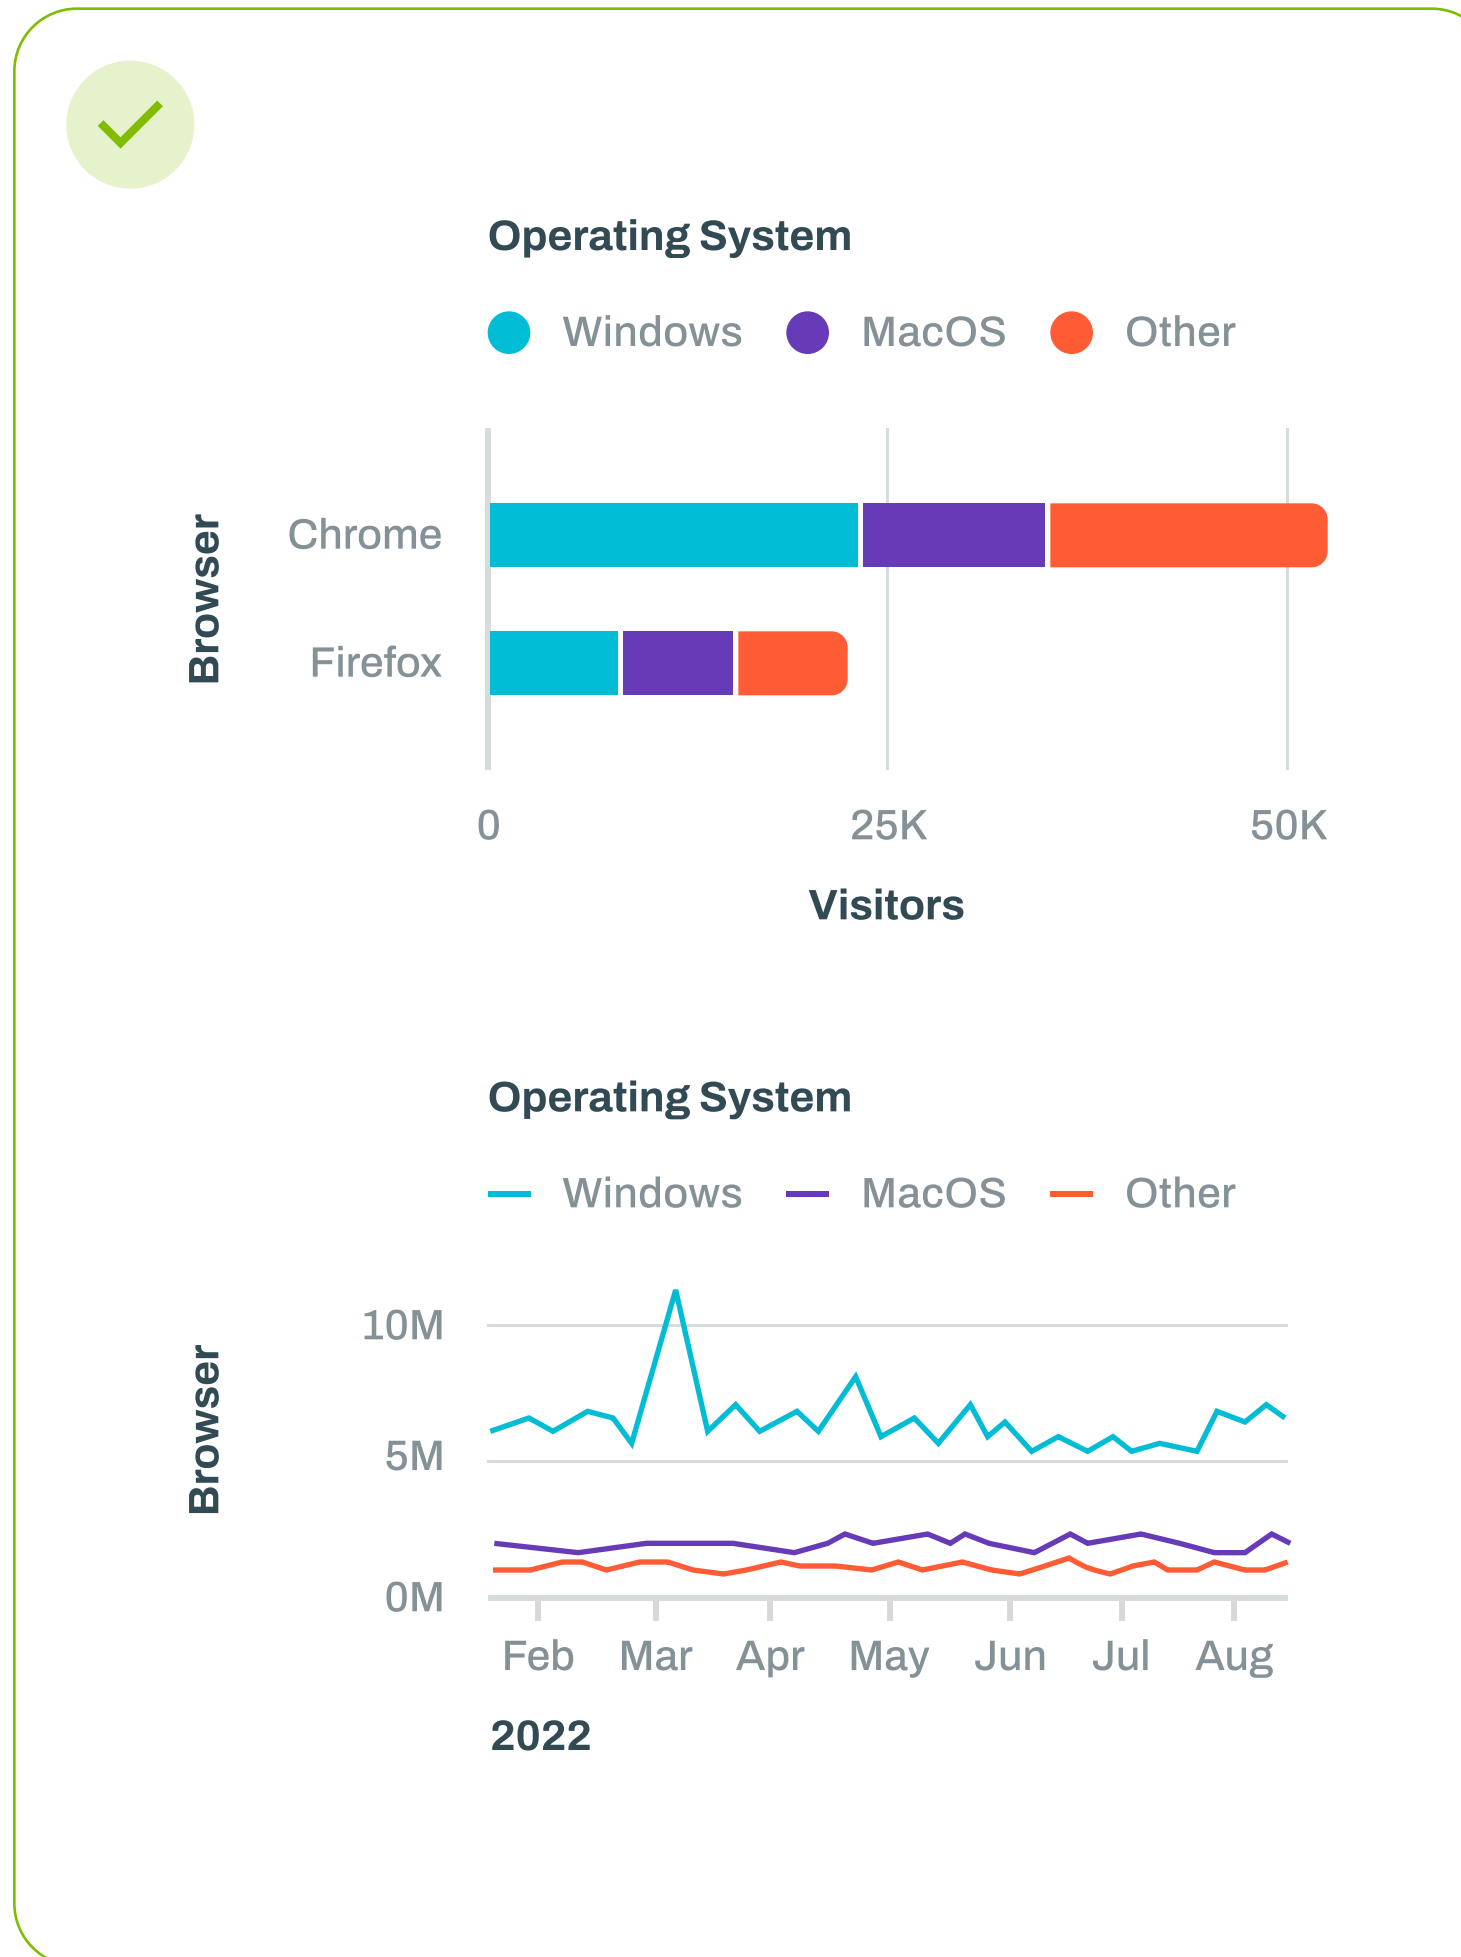 Operating System
Windows MacOS Other
Browser
Chrome
Firefox
0 25K 50K
Visitors
Operating System
Windows MacOS Other
Browser
10M
5M
0M
Feb Mar Apr May Jun Jul Aug
2022